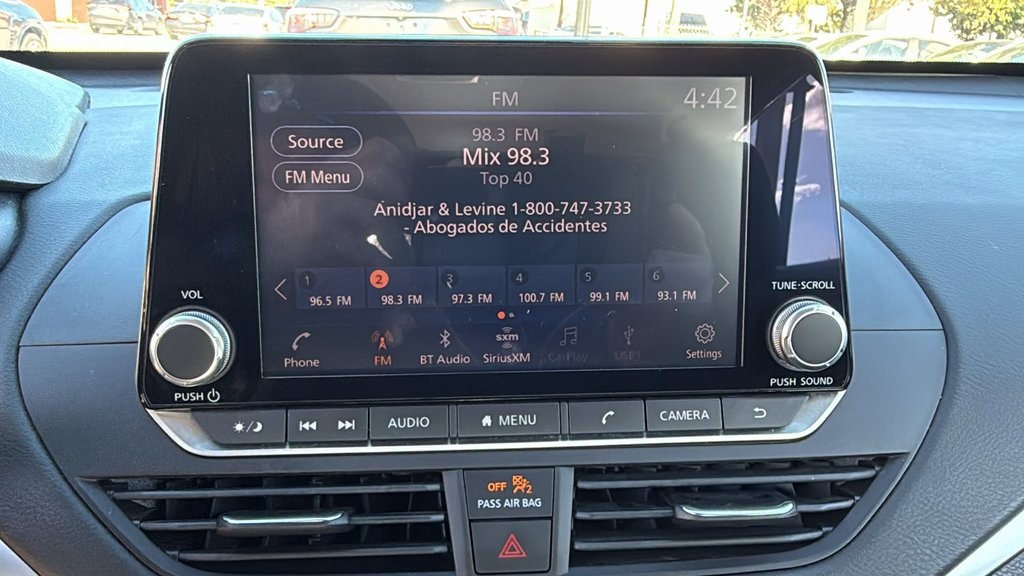 FM
4:42
Source
98.3 FM
Mix 98.3
FM Menu
Top 40
Anidjar & Levine 1-800-747-3733
- Abogados de Accidentes
1 2 3 4 5 6
96.5 FM 98.3 FM 97.3 FM 100.7 FM 99.1 FM 93.1 FM
sxm
Phone FM BT Audio SiriusXM CarPlay USB1 Settings
VOL
PUSH
TUNE·SCROLL
PUSH SOUND
AUDIO MENU CAMERA
OFF 2
PASS AIR BAG